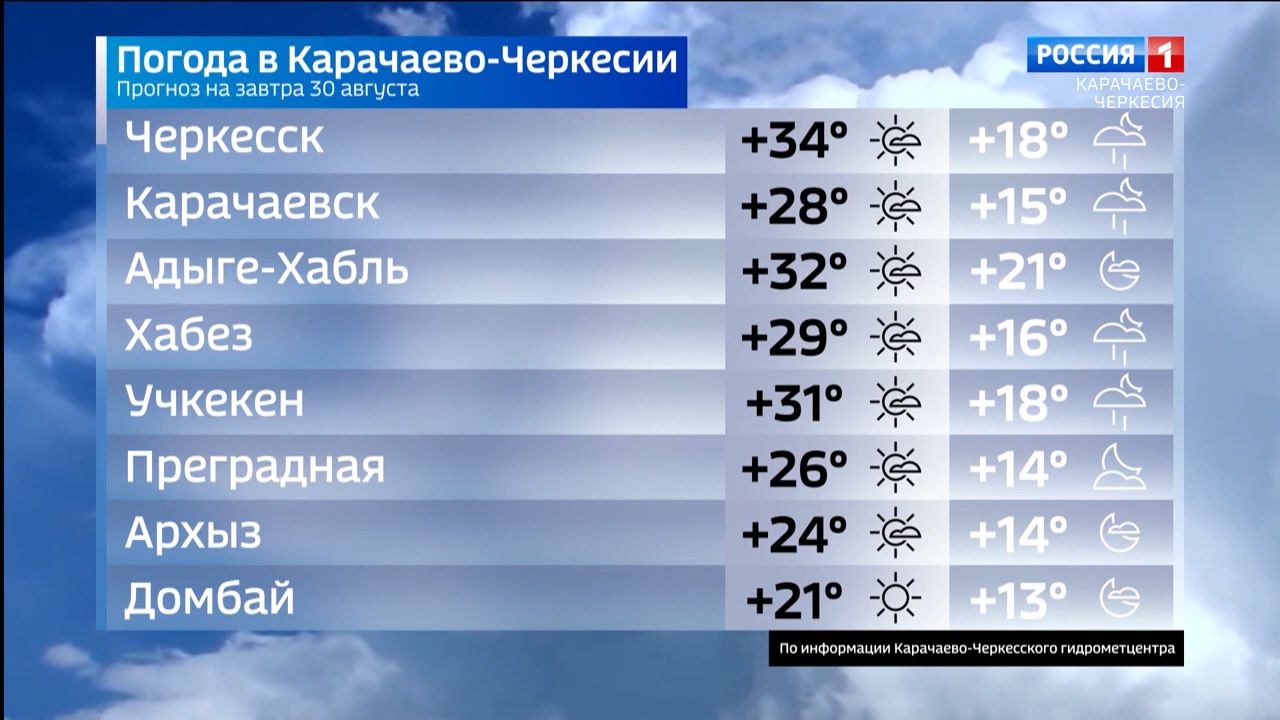 Погода в Карачаево-Черкесии
Прогноз на завтра 30 августа
РОССИЯ 1
КАРАЧАЕВО-
ЧЕРКЕСИЯ
Черкесск +34° +18°
Карачаевск +28° +15°
Адыге-Хабль +32° +21°
Хабез +29° +16°
Учкекен +31° +18°
Преградная +26° +14°
Архыз +24° +14°
Домбай +21° +13°
По информации Карачаево-Черкесского гидрометцентра